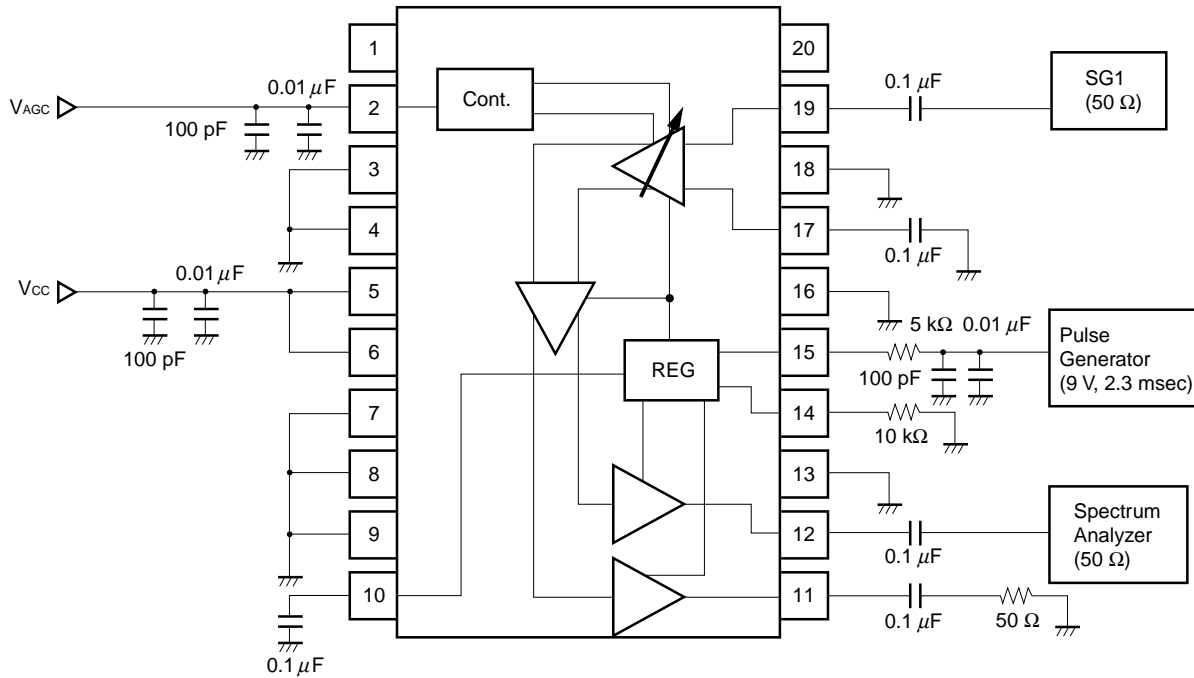 1
20
VAGC
0.01 μF
100 pF
2
Cont.
19
0.1 μF
SG1
(50 Ω)
3
18
4
17
0.1 μF
VCC
0.01 μF
100 pF
5
16
6
REG
15
5 kΩ
0.01 μF
100 pF
Pulse
Generator
(9 V, 2.3 msec)
7
14
10 kΩ
8
13
9
12
0.1 μF
Spectrum
Analyzer
(50 Ω)
10
0.1 μF
11
0.1 μF
50 Ω